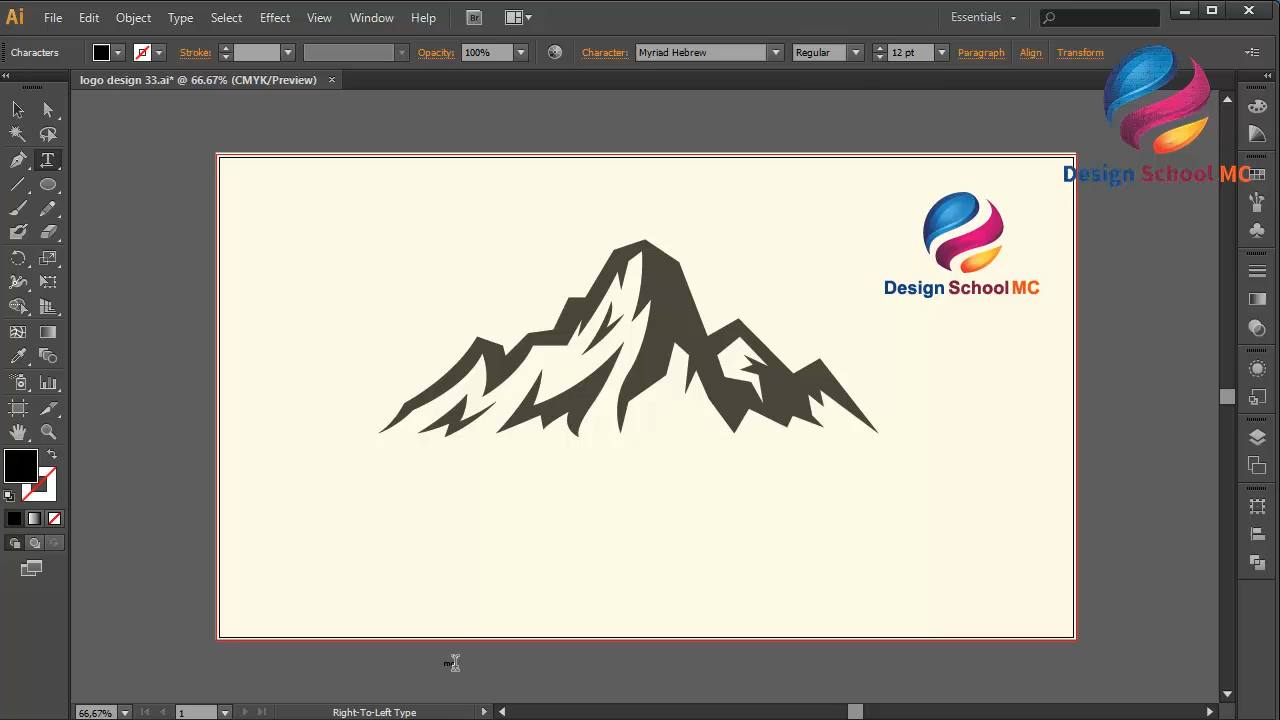 Ai File Edit Object Type Select Effect View Window Help Br Essentials
Characters Stroke: Opacity: 100% Character: Myriad Hebrew Regular 12 pt Paragraph Align Transform
logo design 33.ai* @ 66.67% (CMYK/Preview)
Design School MC
Design School MC
66,67% 1 Right-To-Left Type